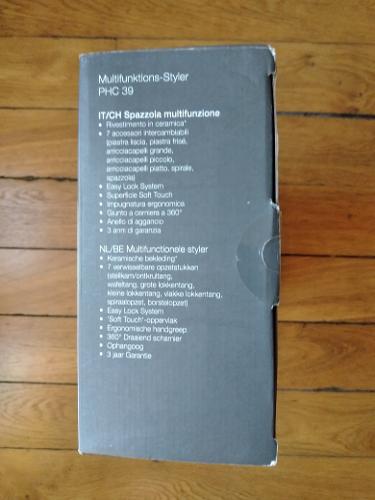 Multifunktions-Styler
PHC 39
IT/CH Spazzola multifunzione
• Rivestimento in ceramica*
• 7 accessori intercambiabili
(piastra liscia, piastra frisé,
arricciacapelli grande,
arricciacapelli piccolo,
arricciacapelli piatto, spirale,
spazzola)
• Easy Lock System
• Superficie Soft Touch
• Impugnatura ergonomica
• Giunto a cerniera a 360°
• Anello di aggancio
• 3 anni di garanzia
NL/BE Multifunctionele styler
• Keramische bekleding*
• 7 verwisselbare opzetstukken
(steilkam/ontkrultang,
wafeltang, grote lokkentang,
kleine lokkentang, vlakke lokkentang,
spiraalopzet, borstelopzet)
• Easy Lock System
• 'Soft Touch'-oppervlak
• Ergonomische handgreep
• 360° Draaiend scharnier
• Ophangoog
• 3 jaar Garantie